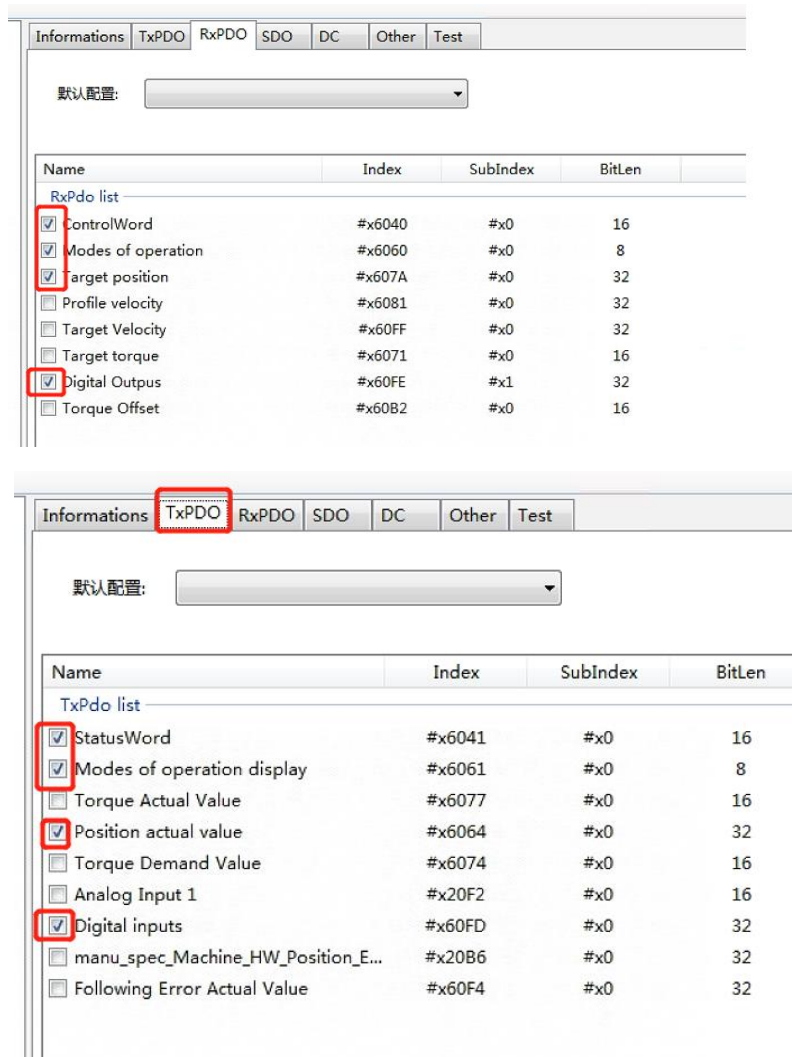 Informations TxPDO RxPDO SDO DC Other Test
默认配置:
Name Index SubIndex BitLen
RxPdo list
ControlWord #x6040 #x0 16
Modes of operation #x6060 #x0 8
Target position #x607A #x0 32
Profile velocity #x6081 #x0 32
Target Velocity #x60FF #x0 32
Target torque #x6071 #x0 16
Digital Outpus #x60FE #x1 32
Torque Offset #x60B2 #x0 16
Informations TxPDO RxPDO SDO DC Other Test
默认配置:
Name Index SubIndex BitLen
TxPdo list
StatusWord #x6041 #x0 16
Modes of operation display #x6061 #x0 8
Torque Actual Value #x6077 #x0 16
Position actual value #x6064 #x0 32
Torque Demand Value #x6074 #x0 16
Analog Input 1 #x20F2 #x0 16
Digital inputs #x60FD #x0 32
manu_spec_Machine_HW_Position_E... #x20B6 #x0 32
Following Error Actual Value #x60F4 #x0 32